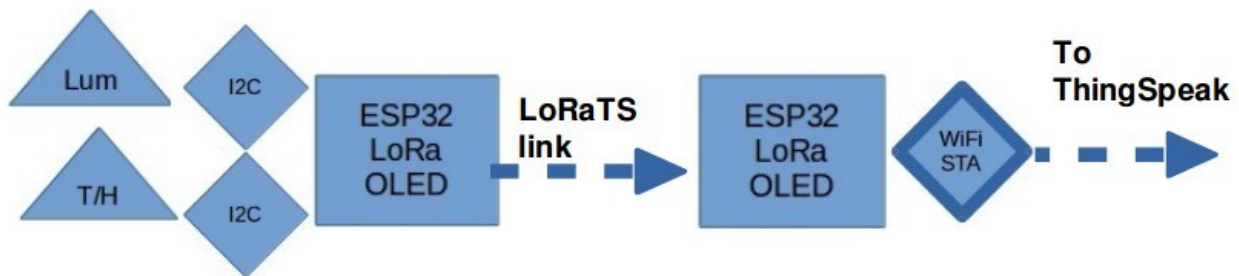 Lum
I2C
T/H
I2C
ESP32
LoRa
OLED
LoRaTS
link
ESP32
LoRa
OLED
WiFi
STA
To
ThingSpeak